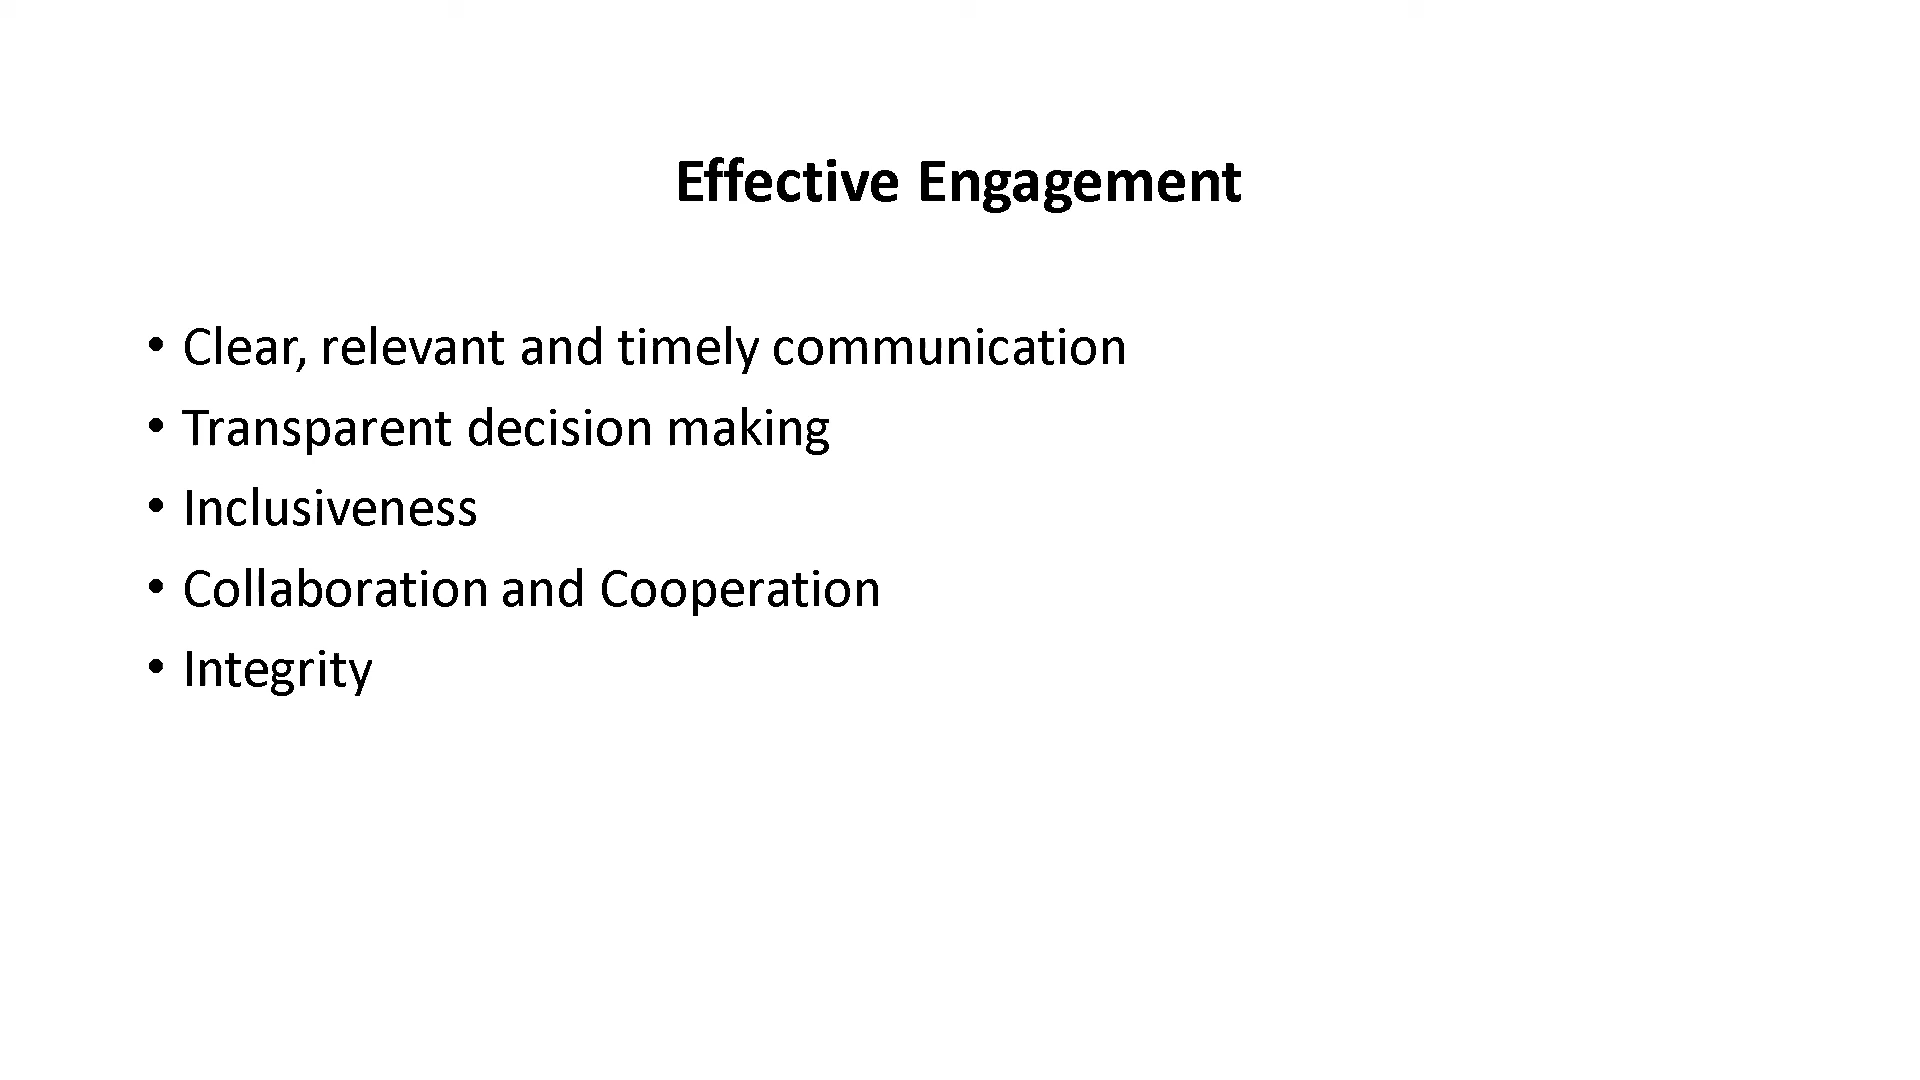 Effective Engagement
• Clear, relevant and timely communication
• Transparent decision making
• Inclusiveness
• Collaboration and Cooperation
• Integrity